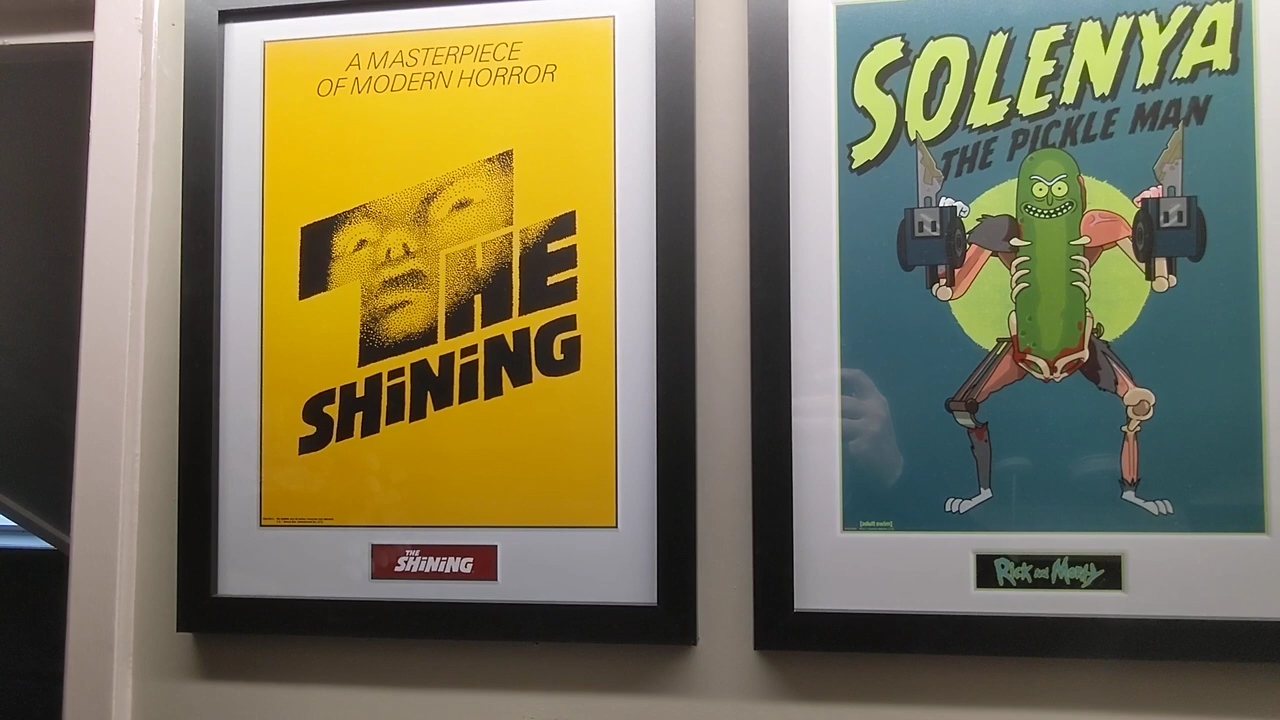 A MASTERPIECE
OF MODERN HORROR
THE
SHiNiNG
THE
SHiNiNG
SOLENYA
THE PICKLE MAN
[adult swim]
Rick and Morty